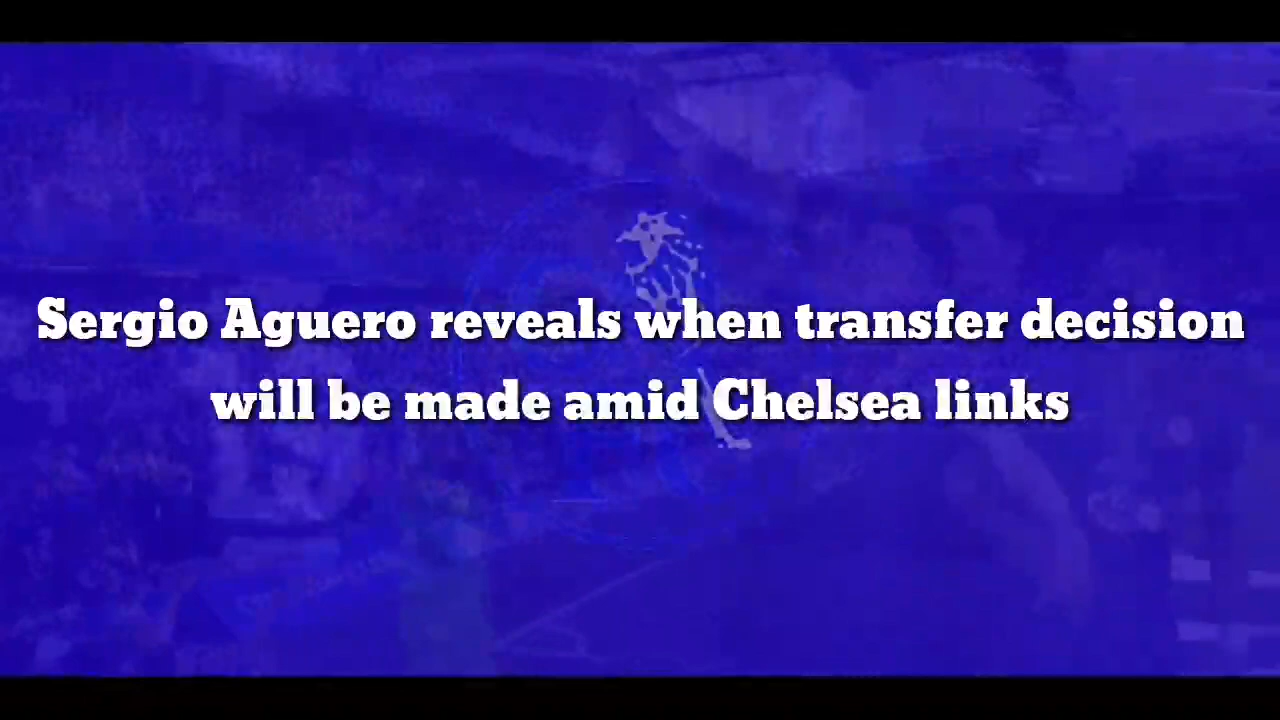 Sergio Aguero reveals when transfer decision
will be made amid Chelsea links